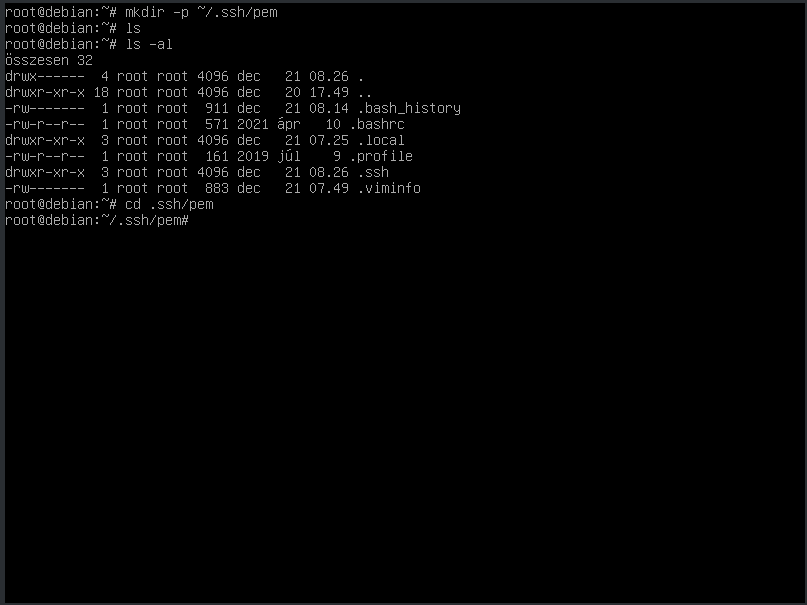 root@debian:~# mkdir -p ~/.ssh/pem
root@debian:~# ls
root@debian:~# ls -al
összesen 32
drwx------  4 root root 4096 dec   21 08.26 .
drwxr-xr-x 18 root root 4096 dec   20 17.49 ..
-rw-------  1 root root  911 dec   21 08.14 .bash_history
-rw-r--r--  1 root root  571 2021 ápr   10 .bashrc
drwxr-xr-x  3 root root 4096 dec   21 07.25 .local
-rw-r--r--  1 root root  161 2019 júl    9 .profile
drwxr-xr-x  3 root root 4096 dec   21 08.26 .ssh
-rw-------  1 root root  883 dec   21 07.49 .viminfo
root@debian:~# cd .ssh/pem
root@debian:~/.ssh/pem#